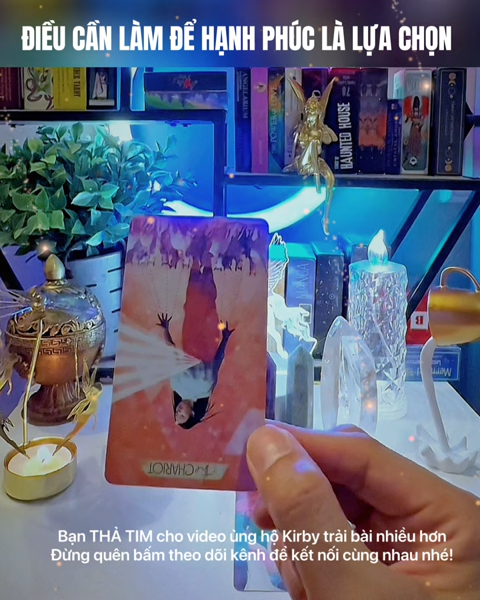 ĐIỀU CẦN LÀM ĐỂ HẠNH PHÚC LÀ LỰA CHỌN
HAUNTED HOUSE
THE CHARIOT
Bạn THẢ TIM cho video ủng hộ Kirby trải bài nhiều hơn
Đừng quên bấm theo dõi kênh để kết nối cùng nhau nhé!